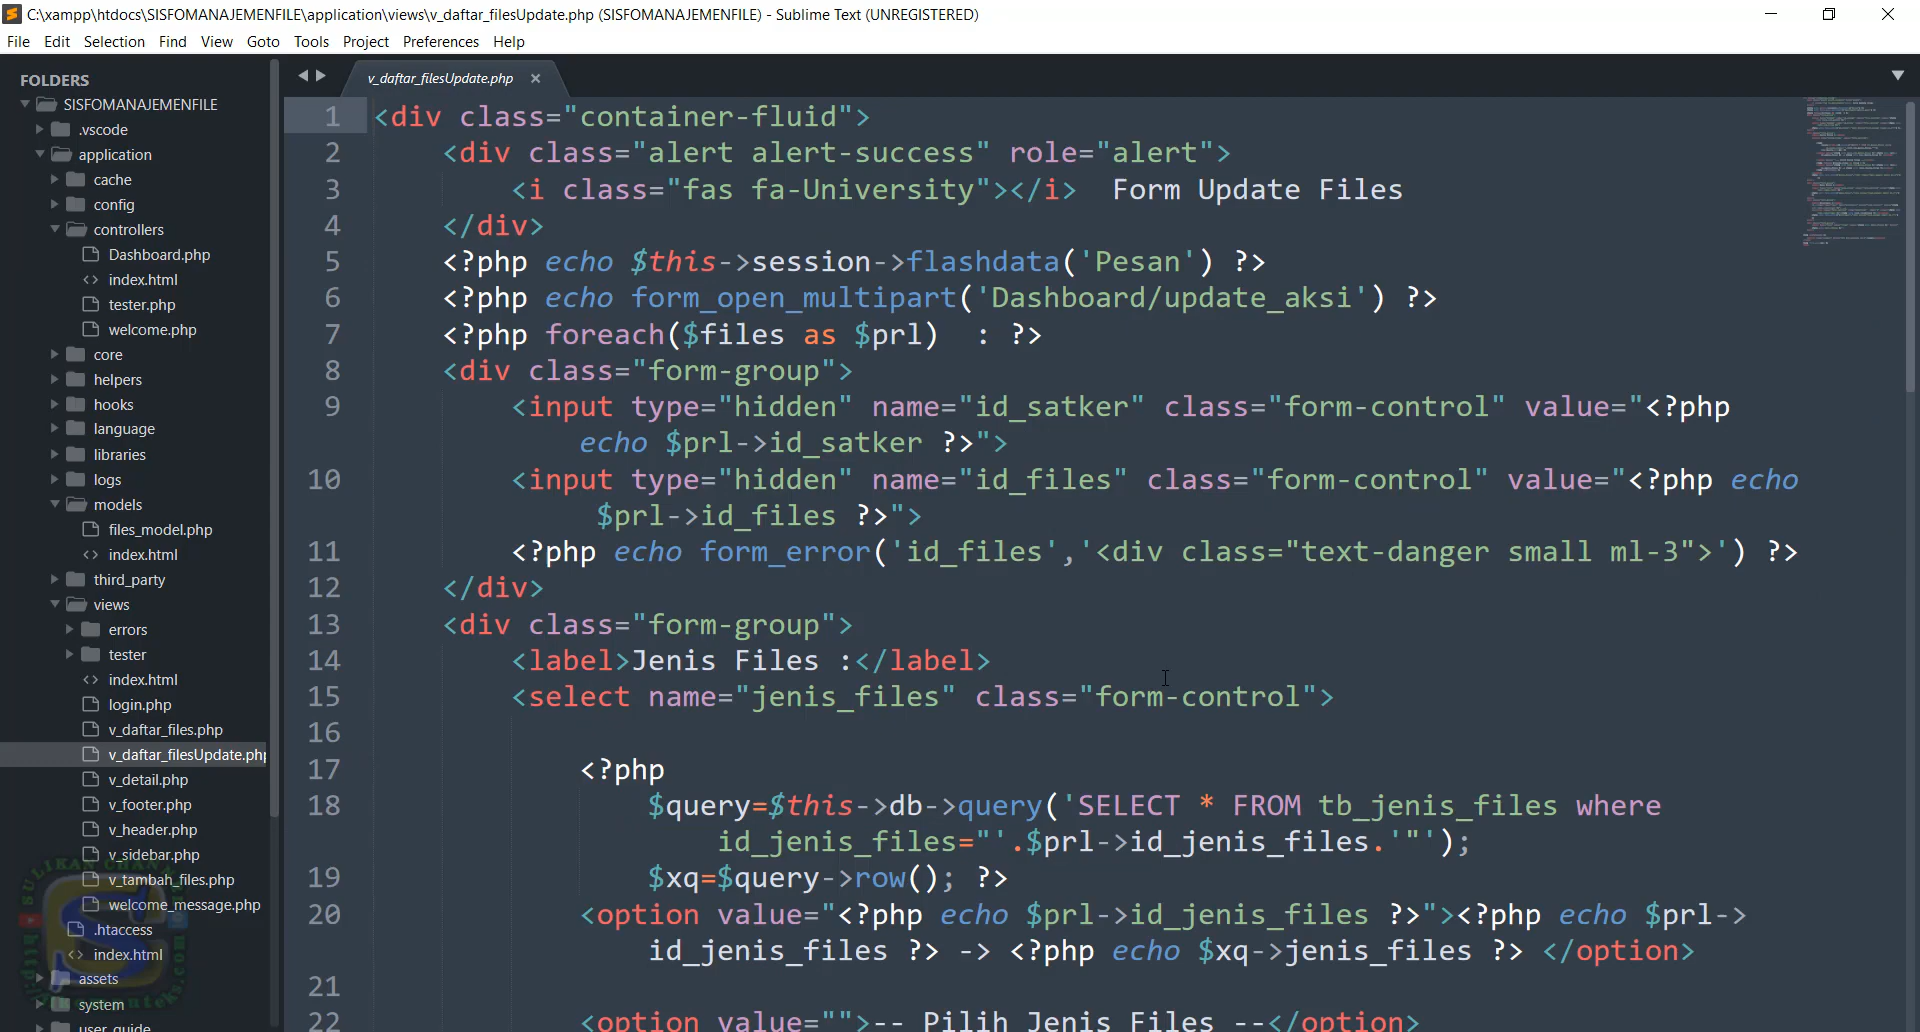 C:\xampp\htdocs\SISFOMANAJEMENFILE\application\views\v_daftar_filesUpdate.php (SISFOMANAJEMENFILE) - Sublime Text (UNREGISTERED)
File Edit Selection Find View Goto Tools Project Preferences Help
FOLDERS
SISFOMANAJEMENFILE
.vscode
application
cache
config
controllers
Dashboard.php
index.html
tester.php
welcome.php
core
helpers
hooks
language
libraries
logs
models
files_model.php
index.html
third_party
views
errors
tester
index.html
login.php
v_daftar_files.php
v_daftar_filesUpdate.php
v_detail.php
v_footer.php
v_header.php
v_sidebar.php
v_tambah_files.php
welcome_message.php
.htaccess
index.html
assets
system
user_guide
SULIKAN CHANNEL
v_daftar_filesUpdate.php
1 <div class="container-fluid">
2 <div class="alert alert-success" role="alert">
3 <i class="fas fa-University"></i> Form Update Files
4 </div>
5 <?php echo $this->session->flashdata('Pesan') ?>
6 <?php echo form_open_multipart('Dashboard/update_aksi') ?>
7 <?php foreach($files as $prl) : ?>
8 <div class="form-group">
9 <input type="hidden" name="id_satker" class="form-control" value="<?php
echo $prl->id_satker ?>">
10 <input type="hidden" name="id_files" class="form-control" value="<?php echo
$prl->id_files ?>">
11 <?php echo form_error('id_files','<div class="text-danger small ml-3">') ?>
12 </div>
13 <div class="form-group">
14 <label>Jenis Files :</label>
15 <select name="jenis_files" class="form-control">
16
17 <?php
18 $query=$this->db->query('SELECT * FROM tb_jenis_files where
id_jenis_files="'.$prl->id_jenis_files.'"');
19 $xq=$query->row(); ?>
20 <option value="<?php echo $prl->id_jenis_files ?>"><?php echo $prl->
id_jenis_files ?> -> <?php echo $xq->jenis_files ?> </option>
21
22 <option value="">-- Pilih Jenis Files --</option>